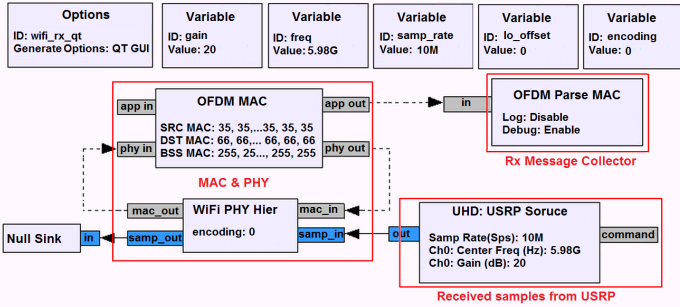 Options
ID: wifi_rx_qt
Generate Options: QT GUI
Variable
ID: gain
Value: 20
Variable
ID: freq
Value: 5.98G
Variable
ID: samp_rate
Value: 10M
Variable
ID: lo_offset
Value: 0
Variable
ID: encoding
Value: 0
app in
OFDM MAC
app out
SRC MAC: 35, 35,...35, 35, 35
DST MAC: 66, 66,... 66, 66, 66
BSS MAC: 255, 25..., 255, 255
phy in
phy out
MAC & PHY
in
OFDM Parse MAC
Log: Disable
Debug: Enable
Rx Message Collector
mac_out
WiFi PHY Hier
mac_in
encoding: 0
samp_out
samp_in
Null Sink
in
out
UHD: USRP Soruce
Samp Rate(Sps): 10M
Ch0: Center Freq (Hz): 5.98G
Ch0: Gain (dB): 20
command
Received samples from USRP